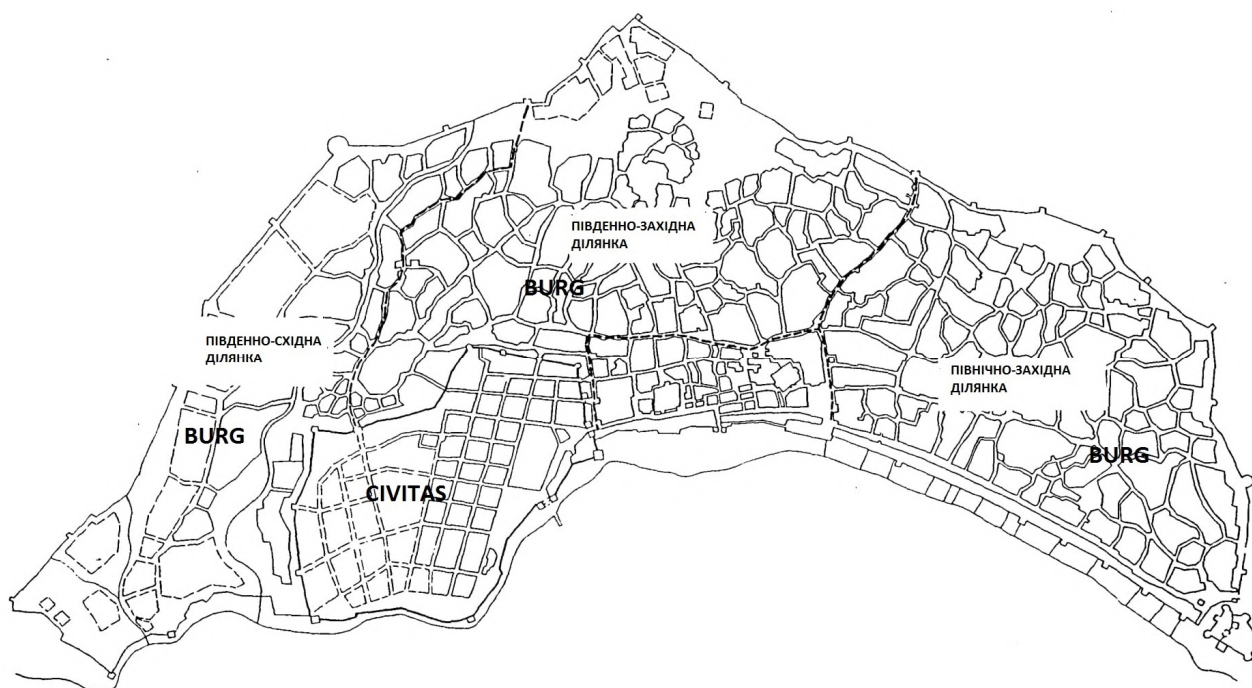 ПІВДЕННО-ЗАХІДНА
ДІЛЯНКА
BURG
ПІВДЕННО-СХІДНА
ДІЛЯНКА
ПІВНІЧНО-ЗАХІДНА
ДІЛЯНКА
BURG
BURG
CIVITAS